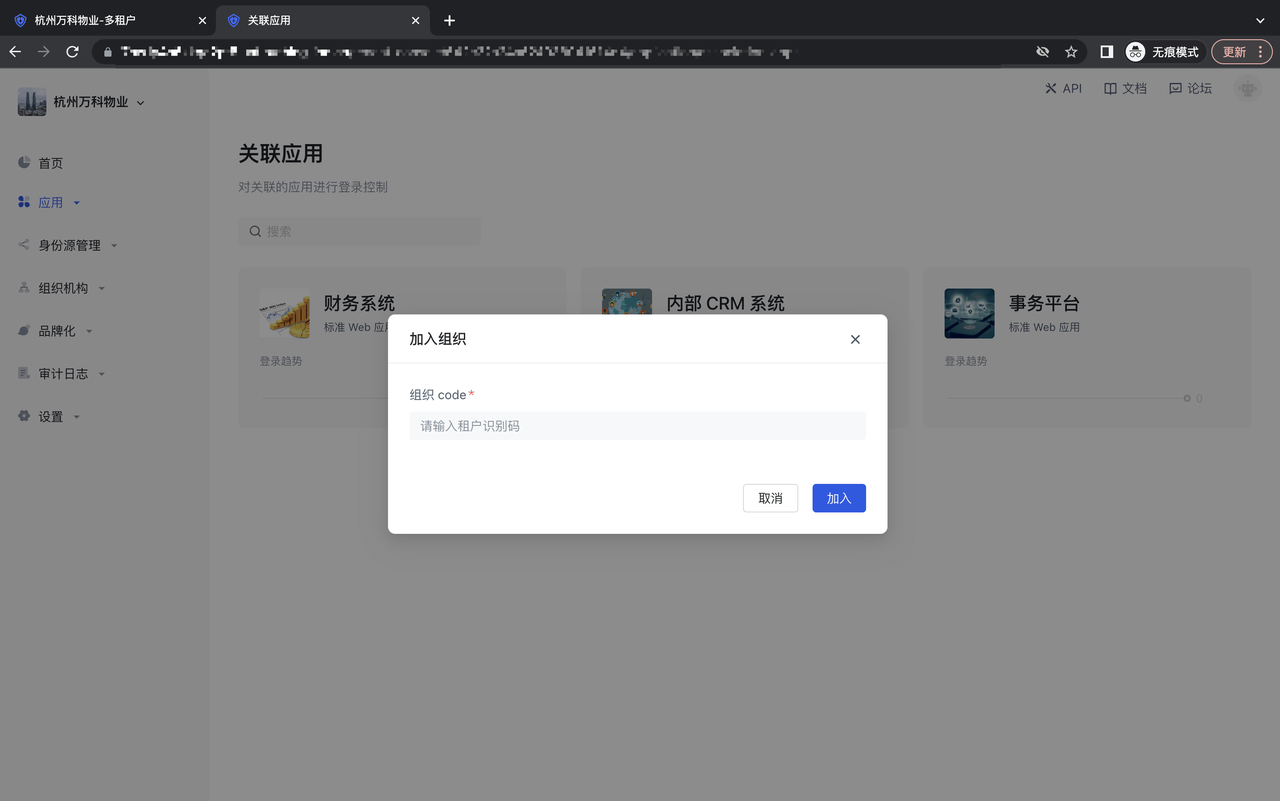 杭州万科物业-多租户
关联应用
无痕模式
更新
杭州万科物业
API
文档
论坛
首页
应用
身份源管理
组织机构
品牌化
审计日志
设置
关联应用
对关联的应用进行登录控制
搜索
财务系统
标准 Web 应
登录趋势
内部 CRM 系统
事务平台
标准 Web 应用
登录趋势
0
加入组织
组织 code*
请输入租户识别码
取消
加入